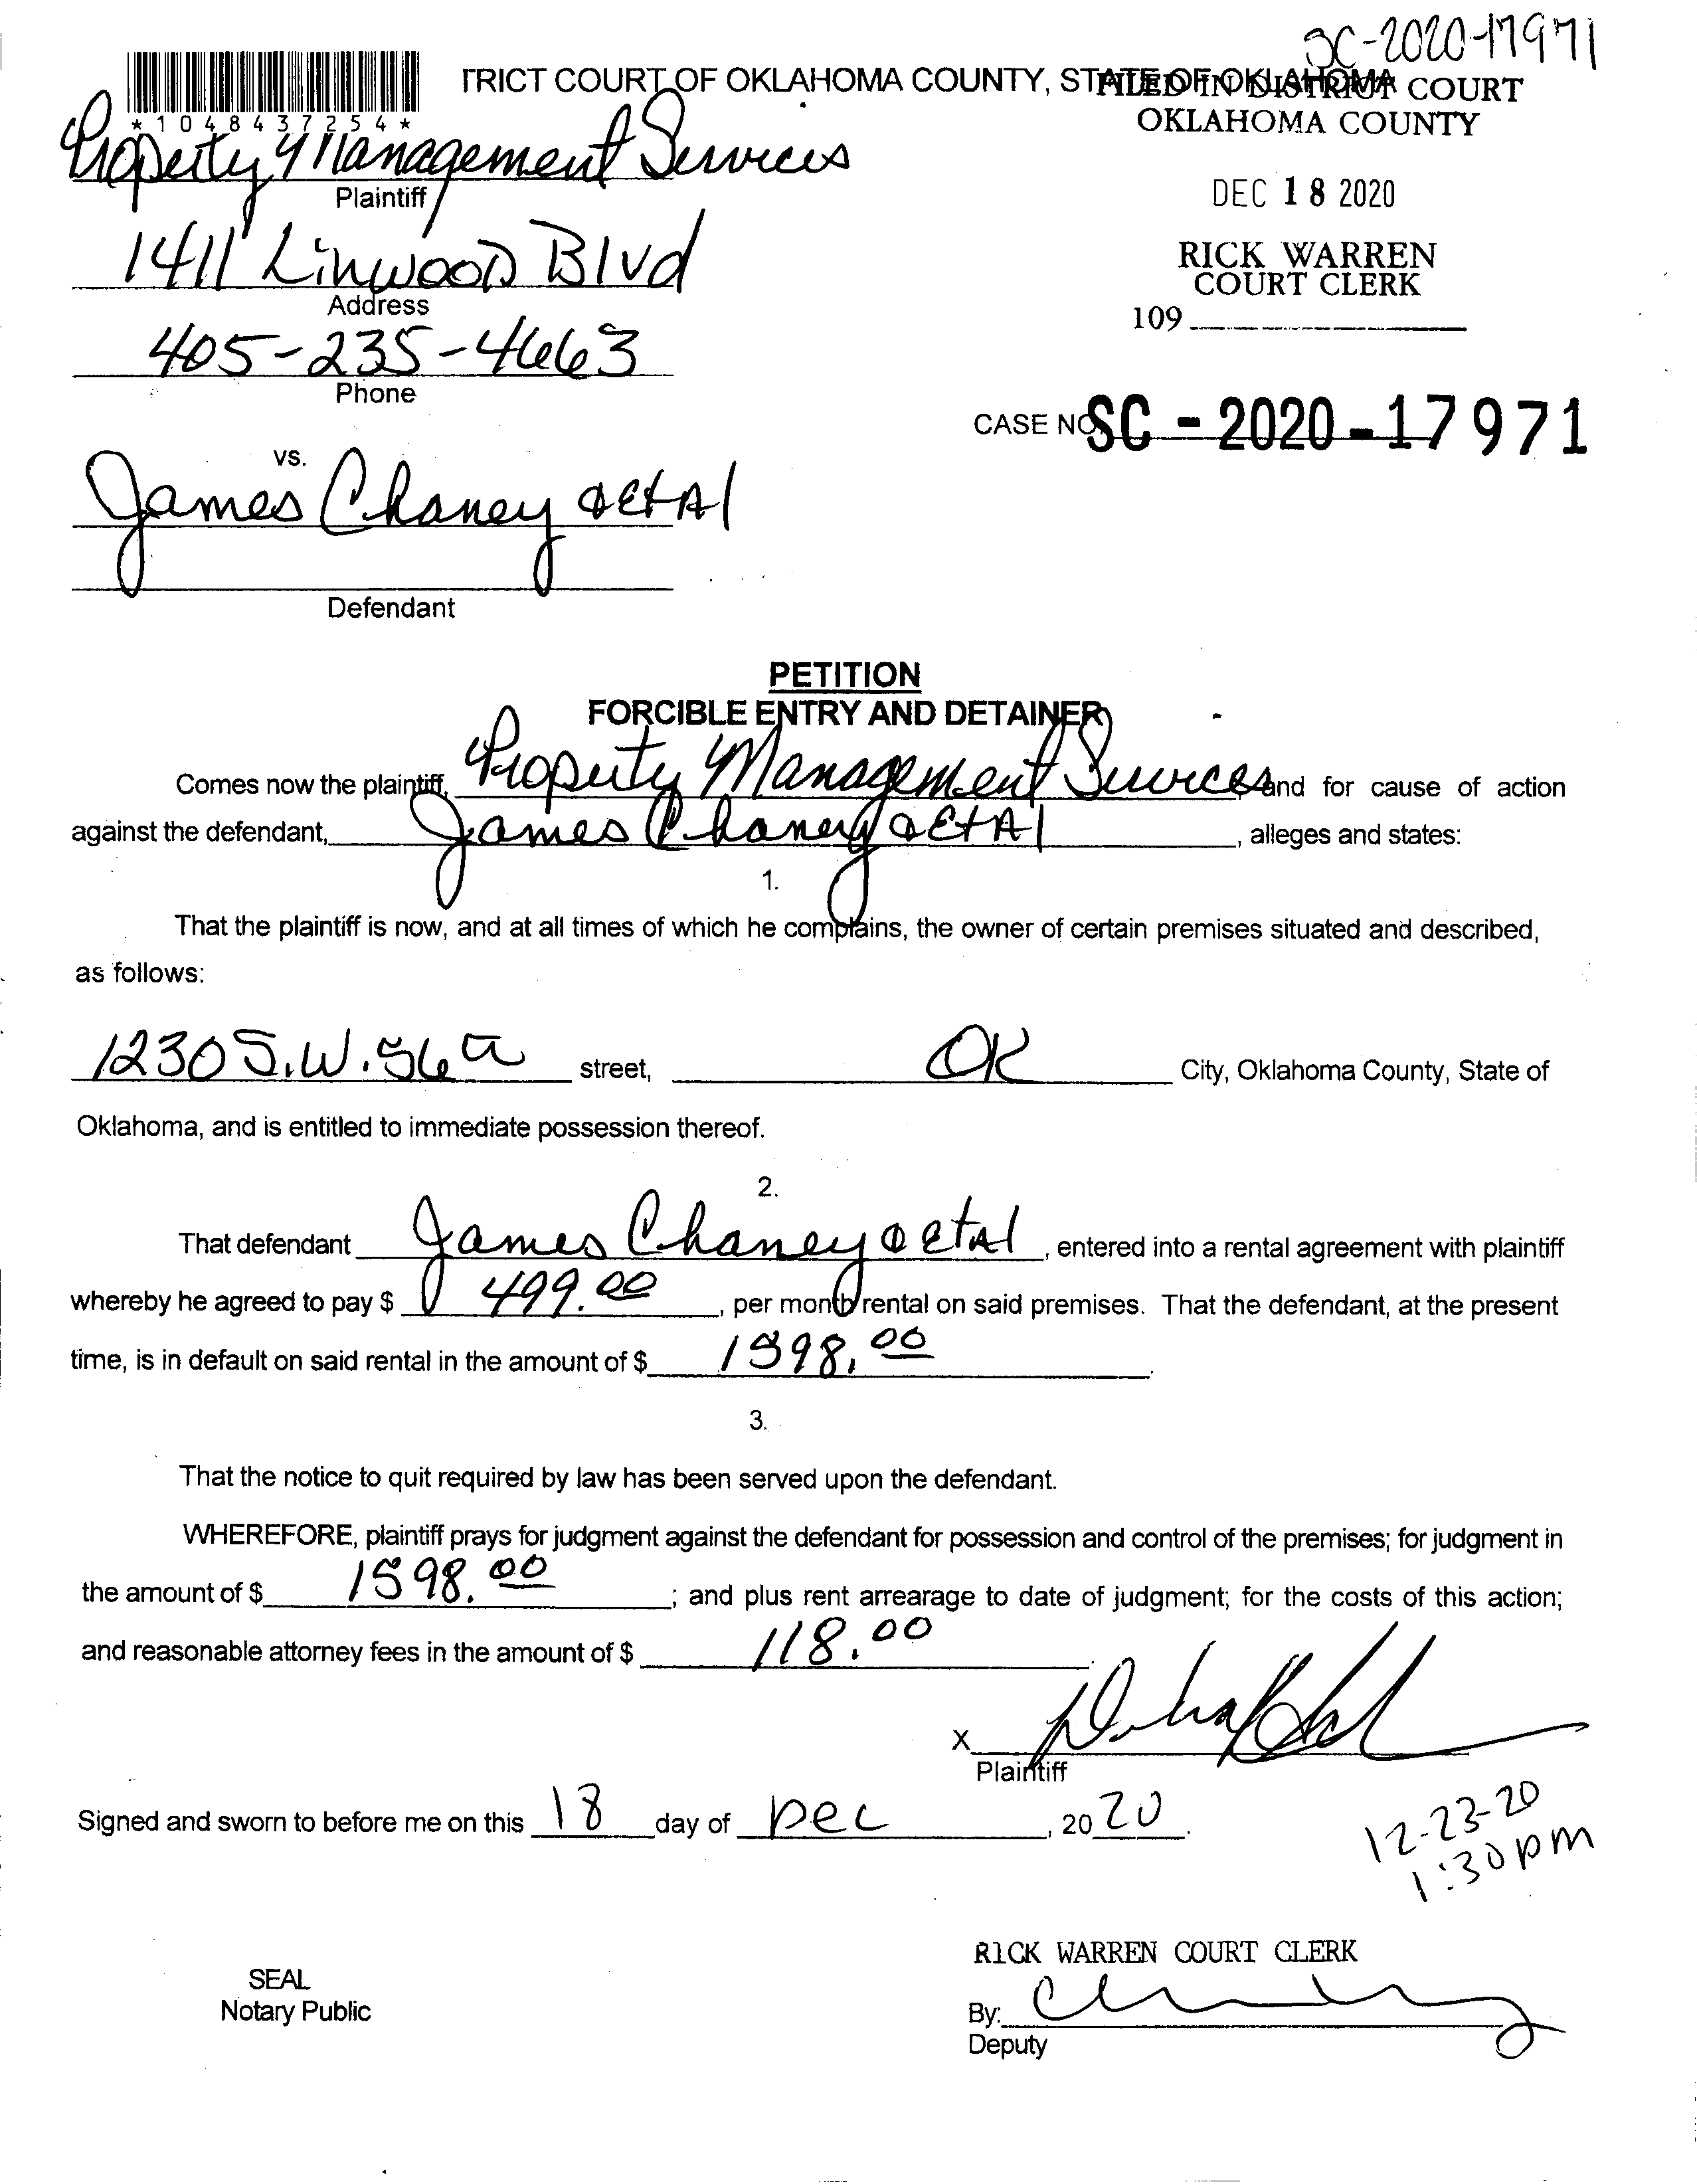 SC-2020-17971
TRICT COURT OF OKLAHOMA COUNTY, STATE OF OKLAHOMA
FILED IN DISTRICT COURT
OKLAHOMA COUNTY
*1048437254*
Property Management Services
Plaintiff
DEC 18 2020
1411 Linwood Blvd
Address
RICK WARREN
COURT CLERK
109
405-235-4663
Phone
CASE NO. SC-2020-17971
vs.
James Chaney & Et Al
Defendant
PETITION
FORCIBLE ENTRY AND DETAINER
Comes now the plaintiff, Property Management Services, and for cause of action
against the defendant, James Chaney & Et Al, alleges and states:
1.
That the plaintiff is now, and at all times of which he complains, the owner of certain premises situated and described,
as follows:
1230 S.W. street, OK City, Oklahoma County, State of
Oklahoma, and is entitled to immediate possession thereof.
2.
That defendant James Chaney & et al, entered into a rental agreement with plaintiff
whereby he agreed to pay $ 499.00, per month rental on said premises. That the defendant, at the present
time, is in default on said rental in the amount of $ 1598.00.
3.
That the notice to quit required by law has been served upon the defendant.
WHEREFORE, plaintiff prays for judgment against the defendant for possession and control of the premises; for judgment in
the amount of $ 1598.00; and plus rent arrearage to date of judgment; for the costs of this action;
and reasonable attorney fees in the amount of $ 118.00.
X
Plaintiff
Signed and sworn to before me on this 18 day of Dec, 2020.
12-23-20
1:30pm
RICK WARREN COURT CLERK
SEAL
Notary Public
By:
Deputy